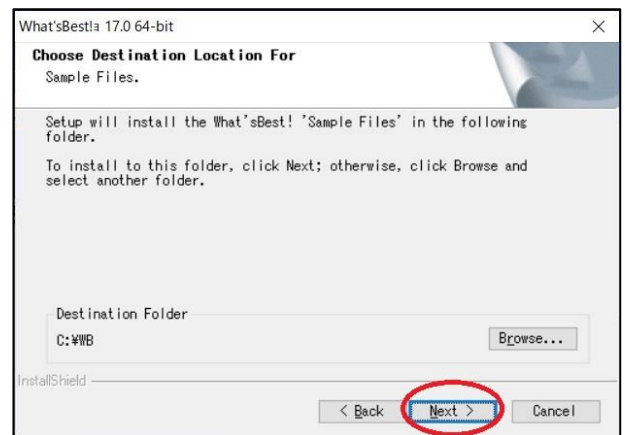 What'sBest!ョ 17.0 64-bit
Choose Destination Location For
Sample Files.
Setup will install the What'sBest! 'Sample Files' in the following
folder.
To install to this folder, click Next; otherwise, click Browse and
select another folder.
Destination Folder
C:¥WB
Browse...
InstallShield
< Back
Next >
Cancel